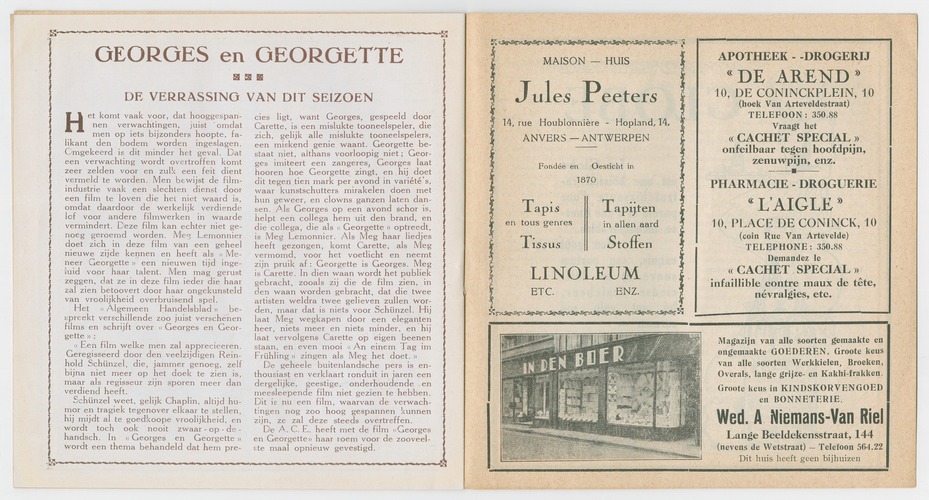 GEORGES en GEORGETTE
DE VERRASSING VAN DIT SEIZOEN
Het komt vaak voor, dat hooggespan-
nen verwachtingen, juist omdat
men op iets bijzonders hoopte, fa-
likant den bodem worden ingeslagen.
Omgekeerd is dit minder het geval. Dat
een verwachting wordt overtroffen komt
zeer zelden voor en zulk een feit dient
vermeld te worden. Men bewijst de film-
industrie vaak een slechten dienst door
een film te loven die het niet waard is,
omdat daardoor de werkelijk verdiende
lof voor andere filmwerken in waarde
vermindert. Deze film kan echter niet ge-
noeg geroemd worden. Meg Lemonnier
doet zich in deze film van een geheel
nieuwe zijde kennen en heeft als « Me-
neer Georgette » een nieuwen tijd inge-
luid voor haar talent. Men mag gerust
zeggen, dat ze in deze film ieder die haar
zal zien betoovert door haar ongekunsteld
van vroolijkheid overbruisend spel.
Het « Algemeen Handelsblad » be-
spreekt verschillende zoo juist verschenen
films en schrijft over « Georges en Geor-
gette » :
« Een film welke men zal apprecieeren.
Geregisseerd door den veelzijdigen Rein-
hold Schünzel, die, jammer genoeg, zelf
bijna niet meer op het doek te zien is,
maar als regisseur zijn sporen meer dan
verdiend heeft.
Schünzel weet, gelijk Chaplin, altijd hu-
mor en tragiek tegenover elkaar te stellen,
hij mijdt al te goedkoope vroolijkheid, en
wordt toch ook nooit zwaar-op-de-
handsch. In « Georges en Georgette »
wordt een thema behandeld dat hem pre-
cies ligt, want Georges, gespeeld door
Carette, is een mislukte tooneelspeler, die
zich, gelijk alle mislukte tooneelspelers,
een miskend genie waant. Georgette be-
staat niet, althans voorloopig niet ; Geor-
ges imiteert een zangeres, Georges laat
hooren hoe Georgette zingt, en hij doet
dit tegen tien mark per avond in variété's,
waar kunstschutters mirakelen doen met
hun geweer, en clowns ganzen laten dan-
sen. Als Georges op een avond schor is,
helpt een collega hem uit den brand, en
die collega, die als « Georgette » optreedt,
is Meg Lemonnier. Als Meg haar liedjes
heeft gezongen, komt Carette, als Meg
vermomd, voor het voetlicht en neemt
zijn pruik af : Georgette is Georges. Meg
is Carette. In dien waan wordt het publiek
gebracht, zooals zij die de film zien, in
den waan worden gebracht, dat die twee
artisten weldra twee gelieven zullen wor-
den, maar dat is niets voor Schünzel. Hij
laat Meg wegkapen door een eleganten
heer, niets meer en niets minder, en hij
laat vervolgens Carette op eigen beenen
staan, en even mooi « An einem Tag im
Frühling » zingen als Meg het doet. »
De geheele buitenlandsche pers is en-
thousiast en verklaart ronduit in jaren een
dergelijke, geestige, onderhoudende en
meesleepende film niet gezien te hebben.
Dit is nu een film, waarvan de verwach-
tingen nog zoo hoog gespannen kunnen
zijn, ze zal deze steeds overtreffen.
De A. C. E. heeft met de film « Georges
en Georgette » haar roem voor de zooveel-
ste maal opnieuw gevestigd.
MAISON — HUIS
Jules Peeters
14, rue Houblonnière - Hopland, 14,
ANVERS — ANTWERPEN
Fondée en Gesticht in
1870
Tapis
en tous genres
Tissus
Tapijten
in allen aard
Stoffen
LINOLEUM
ETC. ENZ.
APOTHEEK - -DROGERIJ
« DE AREND »
10, DE CONINCKPLEIN, 10
(hoek Van Arteveldestraat)
TELEFOON : 350.88
Vraagt het
« CACHET SPECIAL »
onfeilbaar tegen hoofdpijn,
zenuwpijn, enz.
PHARMACIE - DROGUERIE
« L'AIGLE »
10, PLACE DE CONINCK, 10
(coin Rue Van Artevelde)
TELEPHONE : 350.88
Demandez le
« CACHET SPECIAL »
infaillible contre maux de tête,
névralgies, etc.
IN DEN BOER
Magazijn van alle soorten gemaakte en
ongemaakte GOEDEREN. Groote keus
van alle soorten Werkkielen, Broeken,
Overals, lange grijze- en Kakhi-frakken.
Groote keus in KINDSKORVENGOED
en BONNETERIE.
Wed. A Niemans-Van Riel
Lange Beeldekensstraat, 144
(nevens de Wetstraat) — Telefoon 564.22
Dit huis heeft geen bijhuizen